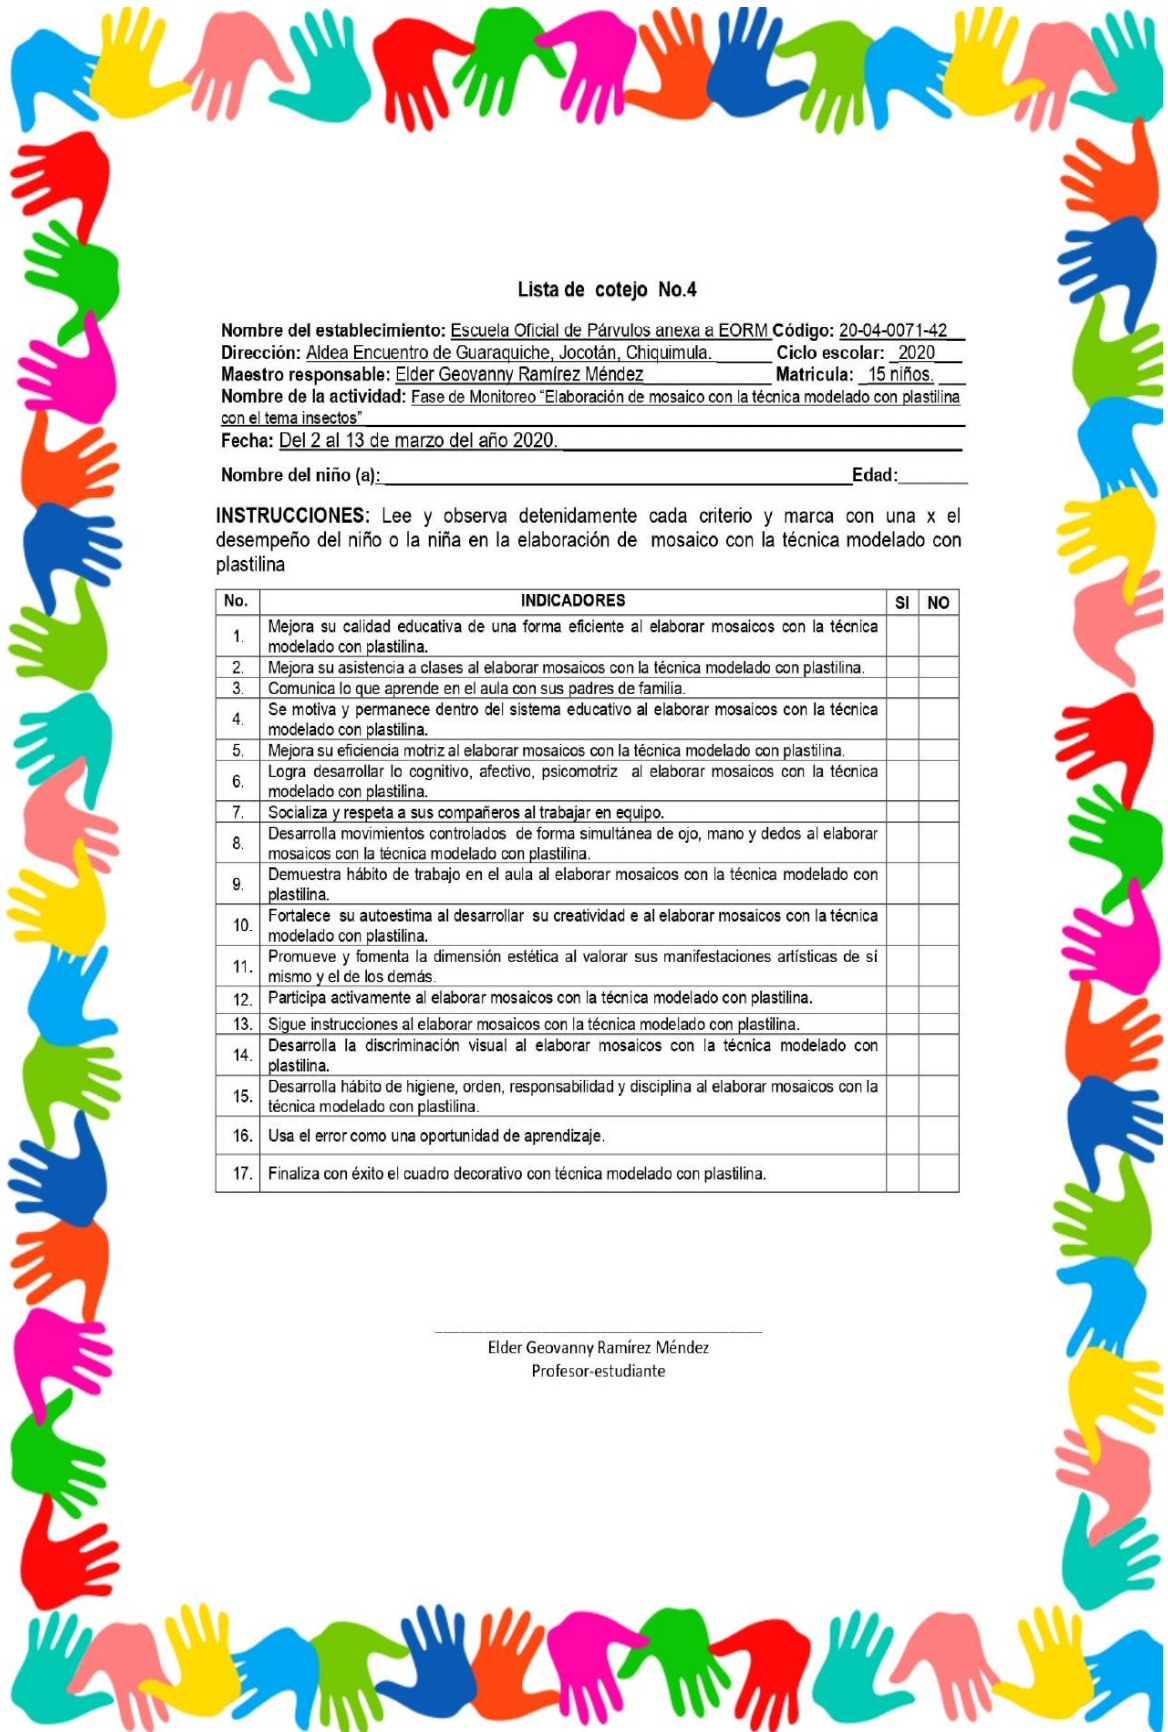 Lista de cotejo No.4
Nombre del establecimiento: Escuela Oficial de Párvulos anexa a EORM Código: 20-04-0071-42
Dirección: Aldea Encuentro de Guaraquiche, Jocotán, Chiquimula. Ciclo escolar: 2020
Maestro responsable: Elder Geovanny Ramírez Méndez Matricula: 15 niños.
Nombre de la actividad: Fase de Monitoreo “Elaboración de mosaico con la técnica modelado con plastilina
con el tema insectos”
Fecha: Del 2 al 13 de marzo del año 2020.
Nombre del niño (a): Edad:
INSTRUCCIONES: Lee y observa detenidamente cada criterio y marca con una x el
desempeño del niño o la niña en la elaboración de mosaico con la técnica modelado con
plastilina
No. INDICADORES SI NO
1. Mejora su calidad educativa de una forma eficiente al elaborar mosaicos con la técnica
modelado con plastilina.
2. Mejora su asistencia a clases al elaborar mosaicos con la técnica modelado con plastilina.
3. Comunica lo que aprende en el aula con sus padres de familia.
4. Se motiva y permanece dentro del sistema educativo al elaborar mosaicos con la técnica
modelado con plastilina.
5. Mejora su eficiencia motriz al elaborar mosaicos con la técnica modelado con plastilina.
6. Logra desarrollar lo cognitivo, afectivo, psicomotriz al elaborar mosaicos con la técnica
modelado con plastilina.
7. Socializa y respeta a sus compañeros al trabajar en equipo.
8. Desarrolla movimientos controlados de forma simultánea de ojo, mano y dedos al elaborar
mosaicos con la técnica modelado con plastilina.
9. Demuestra hábito de trabajo en el aula al elaborar mosaicos con la técnica modelado con
plastilina.
10. Fortalece su autoestima al desarrollar su creatividad e al elaborar mosaicos con la técnica
modelado con plastilina.
11. Promueve y fomenta la dimensión estética al valorar sus manifestaciones artísticas de sí
mismo y el de los demás.
12. Participa activamente al elaborar mosaicos con la técnica modelado con plastilina.
13. Sigue instrucciones al elaborar mosaicos con la técnica modelado con plastilina.
14. Desarrolla la discriminación visual al elaborar mosaicos con la técnica modelado con
plastilina.
15. Desarrolla hábito de higiene, orden, responsabilidad y disciplina al elaborar mosaicos con la
técnica modelado con plastilina.
16. Usa el error como una oportunidad de aprendizaje.
17. Finaliza con éxito el cuadro decorativo con técnica modelado con plastilina.
Elder Geovanny Ramírez Méndez
Profesor-estudiante